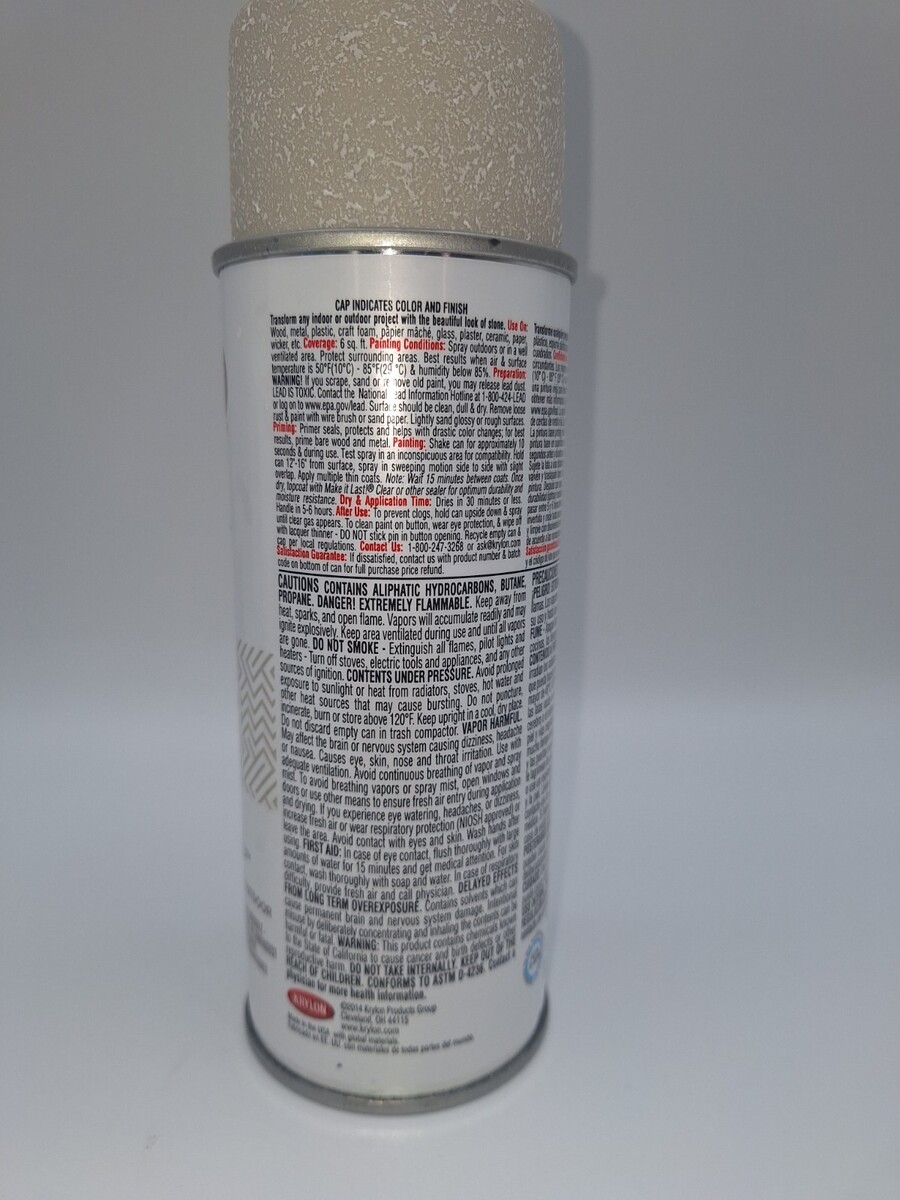 CAP INDICATES COLOR AND FINISH
Transform any indoor or outdoor project with the beautiful look of stone. Use On:
Wood, metal, plastic, craft foam, papier mâché, glass, plaster, ceramic, paper,
wicker, etc. Coverage: 6 sq. ft. Painting Conditions: Spray outdoors or in a well
ventilated area. Protect surrounding areas. Best results when air & surface
temperature is 50°F(10°C) - 85°F(29°C) & humidity below 85%. Preparation:
WARNING! If you scrape, sand or remove old paint, you may release lead dust.
LEAD IS TOXIC. Contact the National Lead Information Hotline at 1-800-424-LEAD
or log on to www.epa.gov/lead. Surface should be clean, dull & dry. Remove loose
rust & paint with wire brush or sand paper. Lightly sand glossy or rough surfaces.
Priming: Primer seals, protects and helps with drastic color changes; for best
results, prime bare wood and metal. Painting: Shake can for approximately 10
seconds & during use. Test spray in an inconspicuous area for compatibility. Hold
can 12"-16" from surface, spray in sweeping motion side to side with slight
overlap. Apply multiple thin coats. Note: Wait 15 minutes between coats. Once
dry, topcoat with Make it Last!® Clear or other sealer for optimum durability and
moisture resistance. Dry & Application Time: Dries in 30 minutes or less.
Handle in 5-6 hours. After Use: To prevent clogs, hold can upside down & spray
until clear gas appears. To clean paint on button, wear eye protection, & wipe off
with lacquer thinner - DO NOT stick pin in button opening. Recycle empty can &
cap per local regulations. Contact Us: 1-800-247-3268 or ask@krylon.com
Satisfaction Guarantee: If dissatisfied, contact us with product number & batch
code on bottom of can for full purchase price refund.
CAUTIONS CONTAINS ALIPHATIC HYDROCARBONS, BUTANE,
PROPANE. DANGER! EXTREMELY FLAMMABLE. Keep away from
heat, sparks, and open flame. Vapors will accumulate readily and may
ignite explosively. Keep area ventilated during use and until all vapors
are gone. DO NOT SMOKE - Extinguish all flames, pilot lights and
heaters - Turn off stoves, electric tools and appliances, and any other
sources of ignition. CONTENTS UNDER PRESSURE. Avoid prolonged
exposure to sunlight or heat from radiators, stoves, hot water and
other heat sources that may cause bursting. Do not puncture,
incinerate, burn or store above 120°F. Keep upright in a cool, dry place.
Do not discard empty can in trash compactor. VAPOR HARMFUL.
May affect the brain or nervous system causing dizziness, headache
or nausea. Causes eye, skin, nose and throat irritation. Use with
adequate ventilation. Avoid continuous breathing of vapor and spray
mist. To avoid breathing vapors or spray mist, open windows and
doors or use other means to ensure fresh air entry during application
and drying. If you experience eye watering, headaches, or dizziness,
increase fresh air or wear respiratory protection (NIOSH approved) or
leave the area. Avoid contact with eyes and skin. Wash hands after
using. FIRST AID: In case of eye contact, flush thoroughly with large
amounts of water for 15 minutes and get medical attention. For skin
contact, wash thoroughly with soap and water. In case of respiratory
difficulty, provide fresh air and call physician. DELAYED EFFECTS
FROM LONG TERM OVEREXPOSURE. Contains solvents which can
cause permanent brain and nervous system damage. Intentional
misuse by deliberately concentrating and inhaling the contents can be
harmful or fatal. WARNING: This product contains chemicals known
to the State of California to cause cancer and birth defects or other
reproductive harm. DO NOT TAKE INTERNALLY. KEEP OUT OF THE
REACH OF CHILDREN. CONFORMS TO ASTM D-4236. Contact a
physician for more health information.
KRYLON
©2014 Krylon Products Group
Cleveland, OH 44115
www.krylon.com
Made in the USA. with global materials.
Fabricado en EE. UU. con materiales de todas partes del mundo.